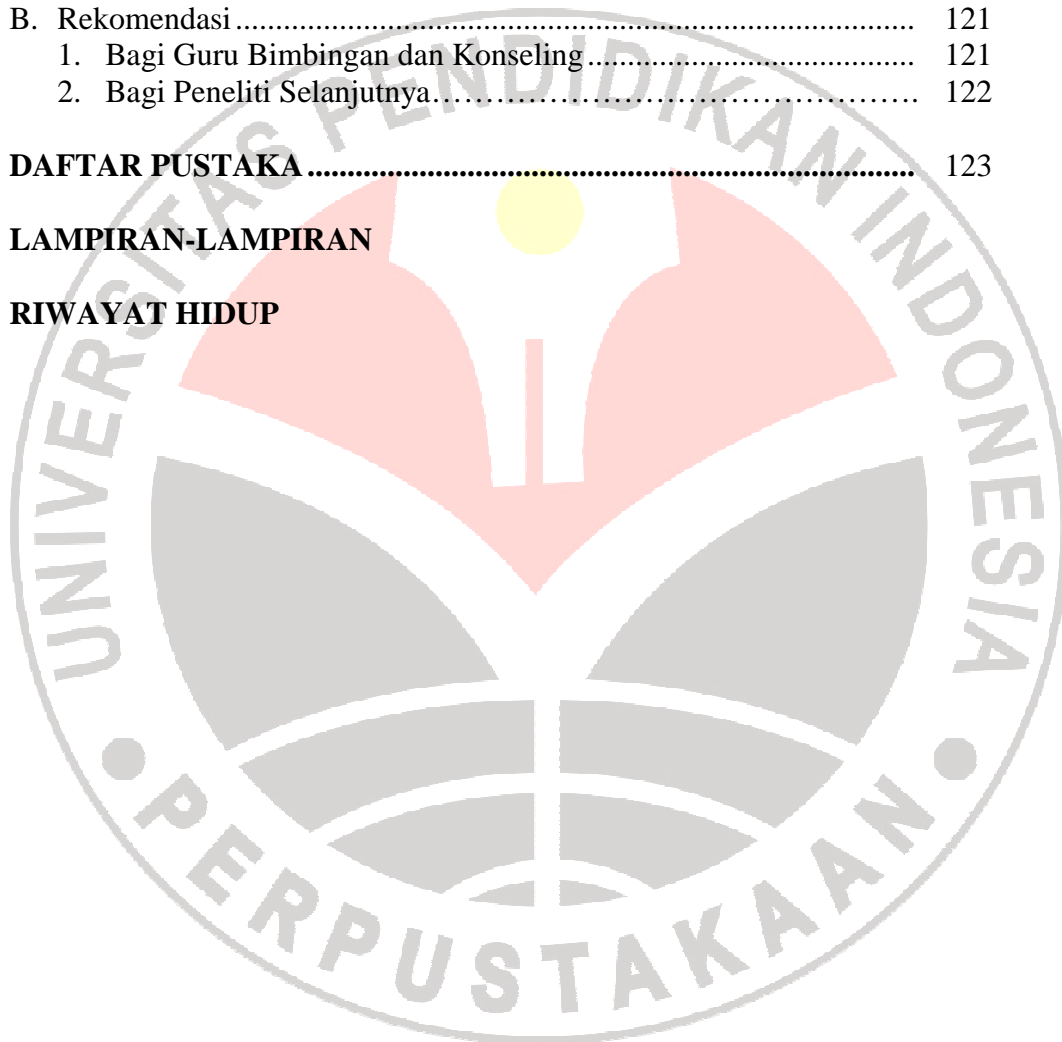 B. Rekomendasi.................................................................................... 121
1. Bagi Guru Bimbingan dan Konseling......................................... 121
2. Bagi Peneliti Selanjutnya………………………………………… 122
DAFTAR PUSTAKA............................................................................ 123
LAMPIRAN-LAMPIRAN
RIWAYAT HIDUP
UNIVERSITAS PENDIDIKAN INDONESIA
• PERPUSTAKAAN •